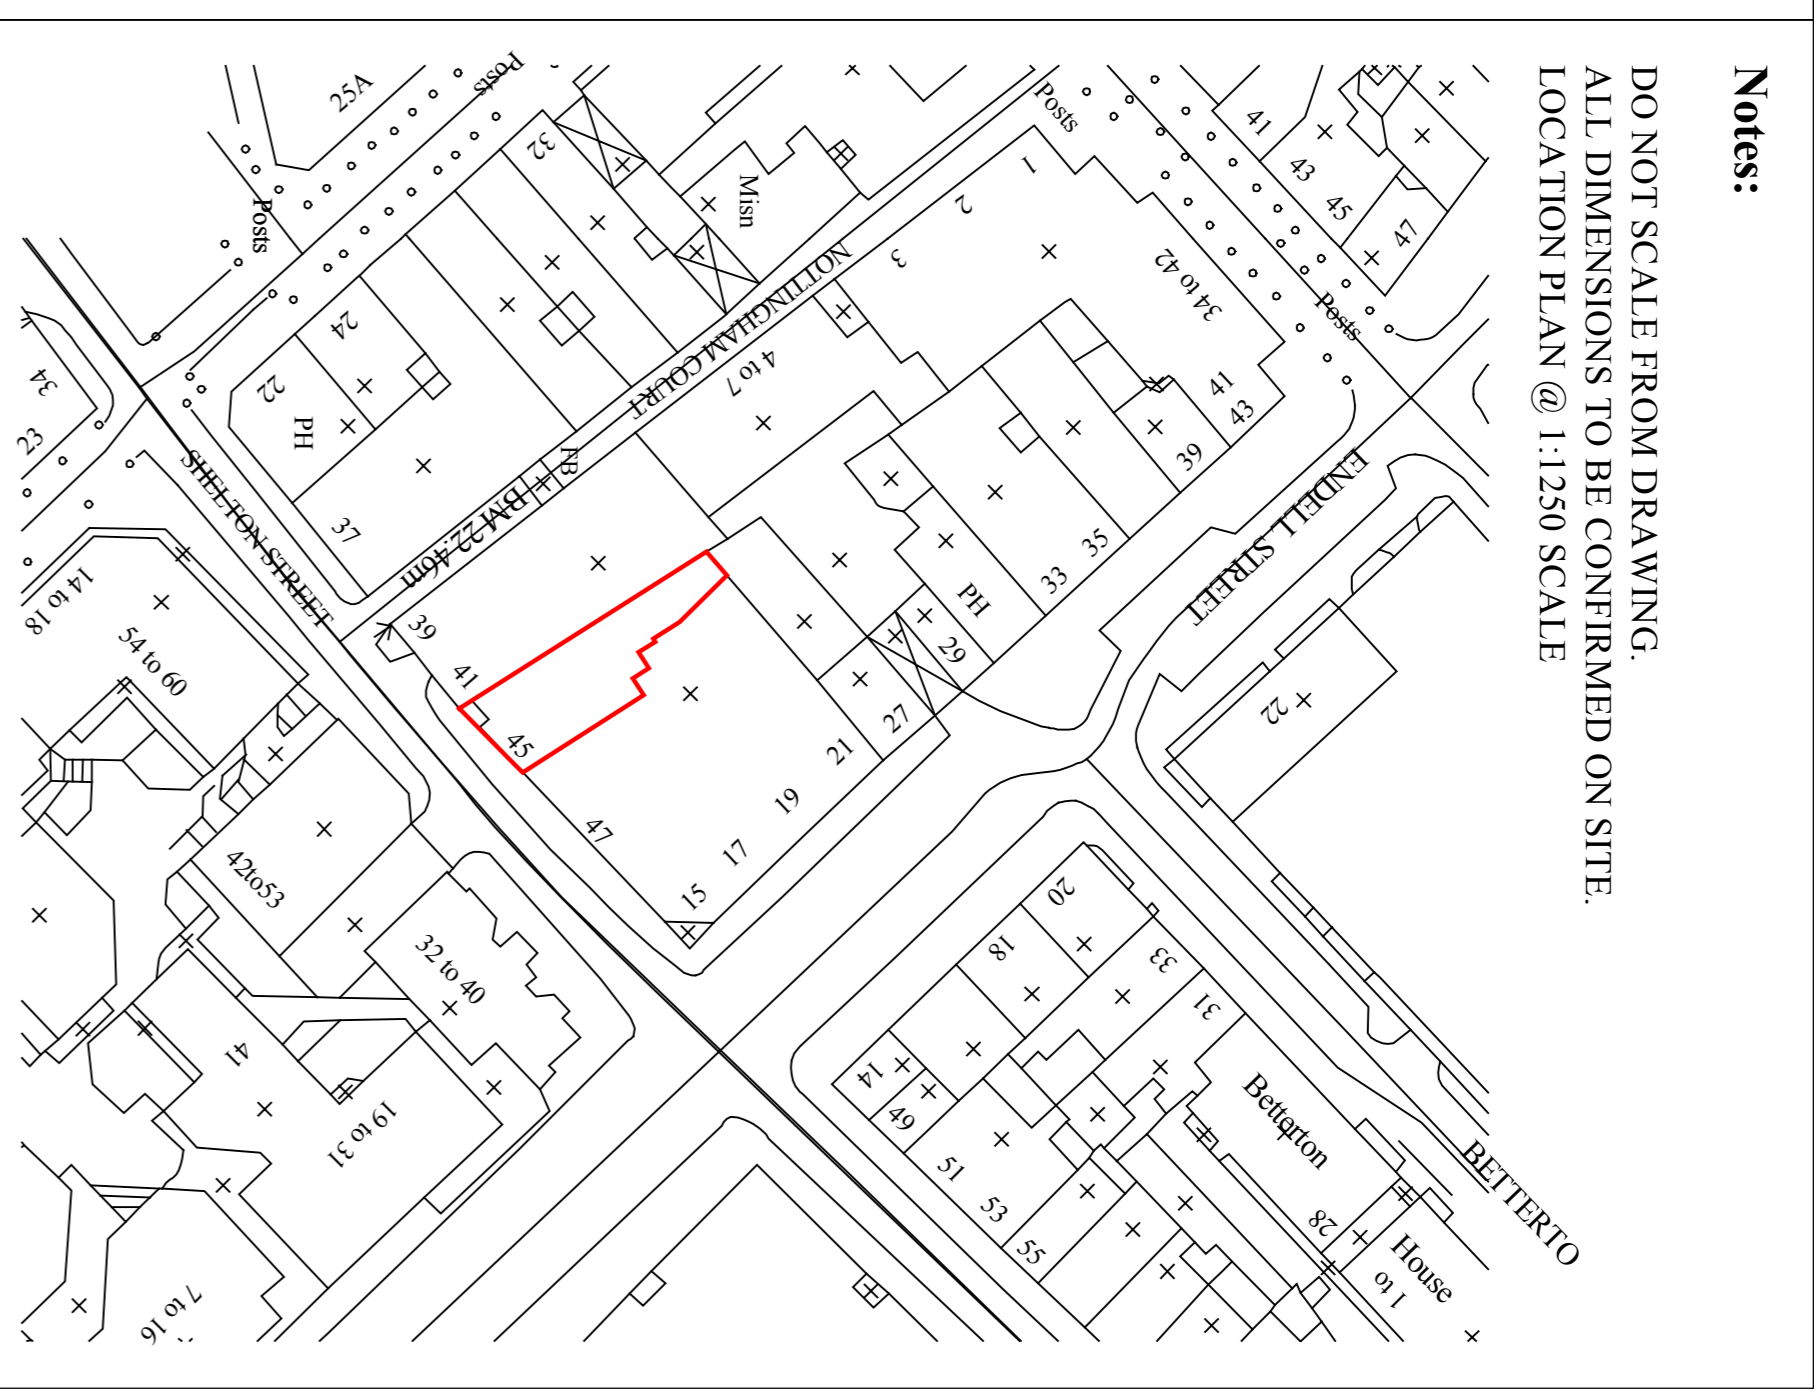 Notes:
DO NOT SCALE FROM DRAWING.
ALL DIMENSIONS TO BE CONFIRMED ON SITE.
LOCATION PLAN @ 1:1250 SCALE
25A
Posts
Posts
Posts
Posts
41
43
45
47
32
Misn
1
2
3
34 to 42
24
22
PH
37
NOTTINGHAM COURT
4 to 7
FB
BM 22.46m
41
43
39
35
33
PH
29
27
21
19
17
15
47
45
41
39
ENDELL STREET
SHELTON STREET
34
23
14 to 18
54 to 60
42to53
32 to 40
41
19 to 31
7 to 16
22
20
18
14
49
51
53
55
33
31
Betterton
House
28
1 to
BETTERTO